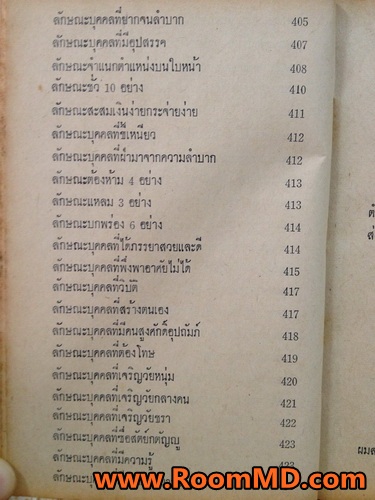 ลักษณะบุคคลที่ยากจนลำบาก 405
ลักษณะบุคคลที่มีอุปสรรค 407
ลักษณะจำแนกตำแหน่งบนใบหน้า 408
ลักษณะชั่ว 10 อย่าง 410
ลักษณะสะสมเงินง่ายกระจ่ายง่าย 411
ลักษณะบุคคลที่ขี้เหนียว 412
ลักษณะบุคคลที่ผ่ามาจากความลำบาก 412
ลักษณะต้องห้าม 4 อย่าง 413
ลักษณะแหลม 3 อย่าง 413
ลักษณะบกพร่อง 6 อย่าง 414
ลักษณะบุคคลที่ได้ภรรยาสวยและดี 414
ลักษณะบุคคลที่พึ่งพาอาศัยไม่ได้ 415
ลักษณะบุคคลที่วิบัติ 417
ลักษณะบุคคลที่สร้างตนเอง 417
ลักษณะบุคคลที่มีคนสูงศักดิ์อุปถัมภ์ 418
ลักษณะบุคคลที่ต้องโทษ 419
ลักษณะบุคคลที่เจริญวัยหนุ่ม 420
ลักษณะบุคคลที่เจริญวัยกลางคน 421
ลักษณะบุคคลที่เจริญวัยชรา 422
ลักษณะบุคคลที่ซื่อสัตย์กตัญญู 423
ลักษณะบุคคลที่มีความรู้
www.RoomMD.com